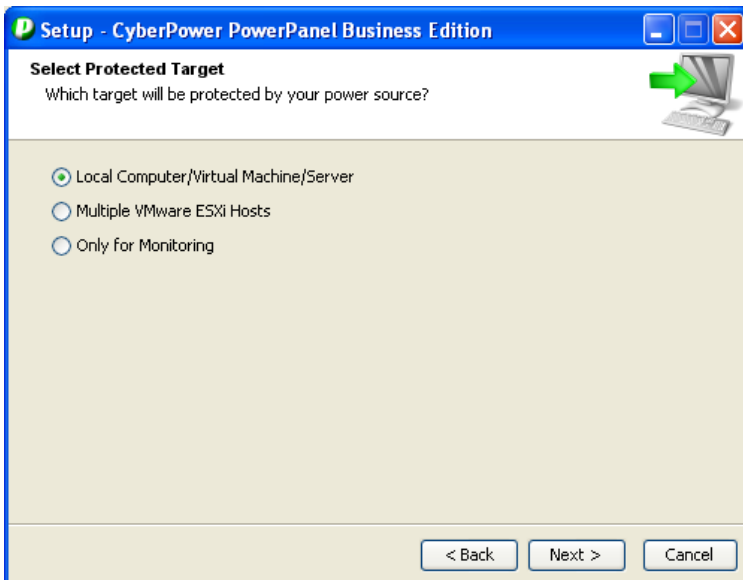 Setup - CyberPower PowerPanel Business Edition
Select Protected Target
Which target will be protected by your power source?
Local Computer/Virtual Machine/Server
Multiple VMware ESXi Hosts
Only for Monitoring
< Back Next > Cancel